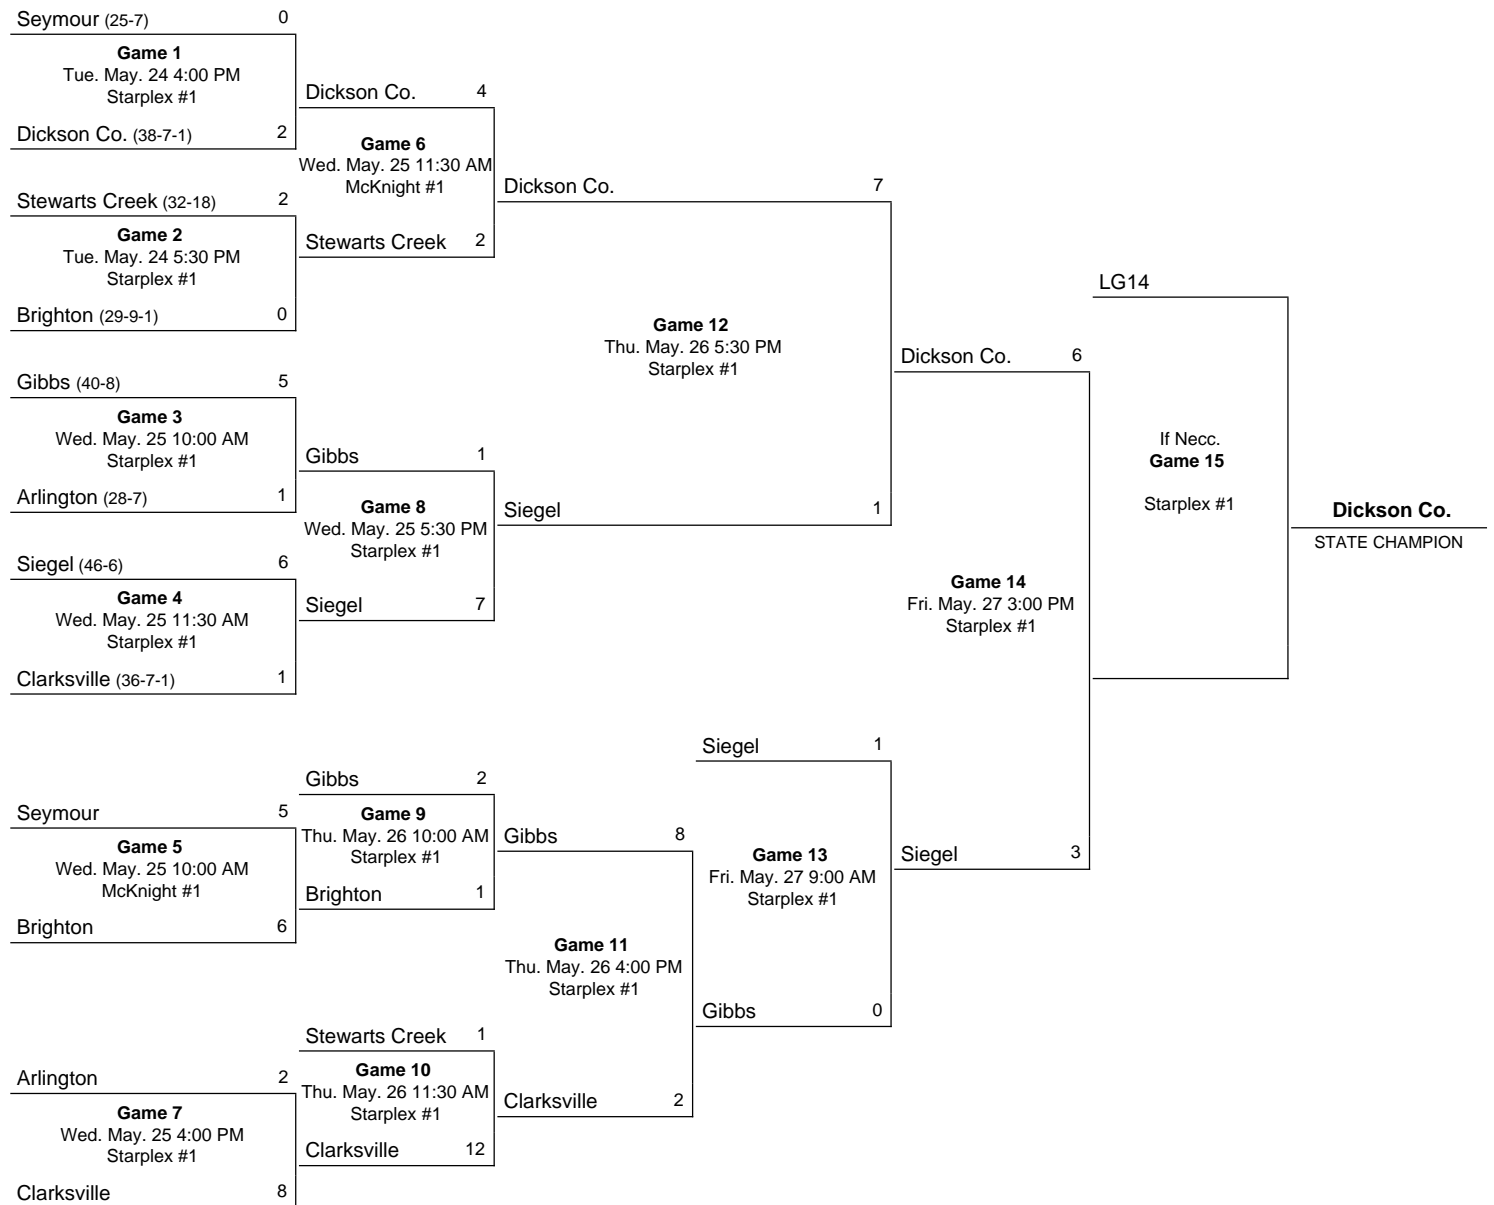 Seymour (25-7) 0
Game 1
Tue. May. 24 4:00 PM
Starplex #1
Dickson Co. (38-7-1) 2
Stewarts Creek (32-18) 2
Game 2
Tue. May. 24 5:30 PM
Starplex #1
Brighton (29-9-1) 0
Gibbs (40-8) 5
Game 3
Wed. May. 25 10:00 AM
Starplex #1
Arlington (28-7) 1
Siegel (46-6) 6
Game 4
Wed. May. 25 11:30 AM
Starplex #1
Clarksville (36-7-1) 1
Seymour 5
Game 5
Wed. May. 25 10:00 AM
McKnight #1
Brighton 6
Arlington 2
Game 7
Wed. May. 25 4:00 PM
Starplex #1
Clarksville 8
Dickson Co. 4
Game 6
Wed. May. 25 11:30 AM
McKnight #1
Stewarts Creek 2
Gibbs 1
Game 8
Wed. May. 25 5:30 PM
Starplex #1
Siegel 7
Gibbs 2
Game 9
Thu. May. 26 10:00 AM
Starplex #1
Brighton 1
Stewarts Creek 1
Game 10
Thu. May. 26 11:30 AM
Starplex #1
Clarksville 12
Dickson Co. 7
Game 12
Thu. May. 26 5:30 PM
Starplex #1
Siegel 1
Gibbs 8
Game 11
Thu. May. 26 4:00 PM
Starplex #1
Clarksville 2
Siegel 1
Game 13
Fri. May. 27 9:00 AM
Starplex #1
Gibbs 0
Dickson Co. 6
Game 14
Fri. May. 27 3:00 PM
Starplex #1
Siegel 3
LG14
If Necc.
Game 15
Starplex #1
Dickson Co.
STATE CHAMPION